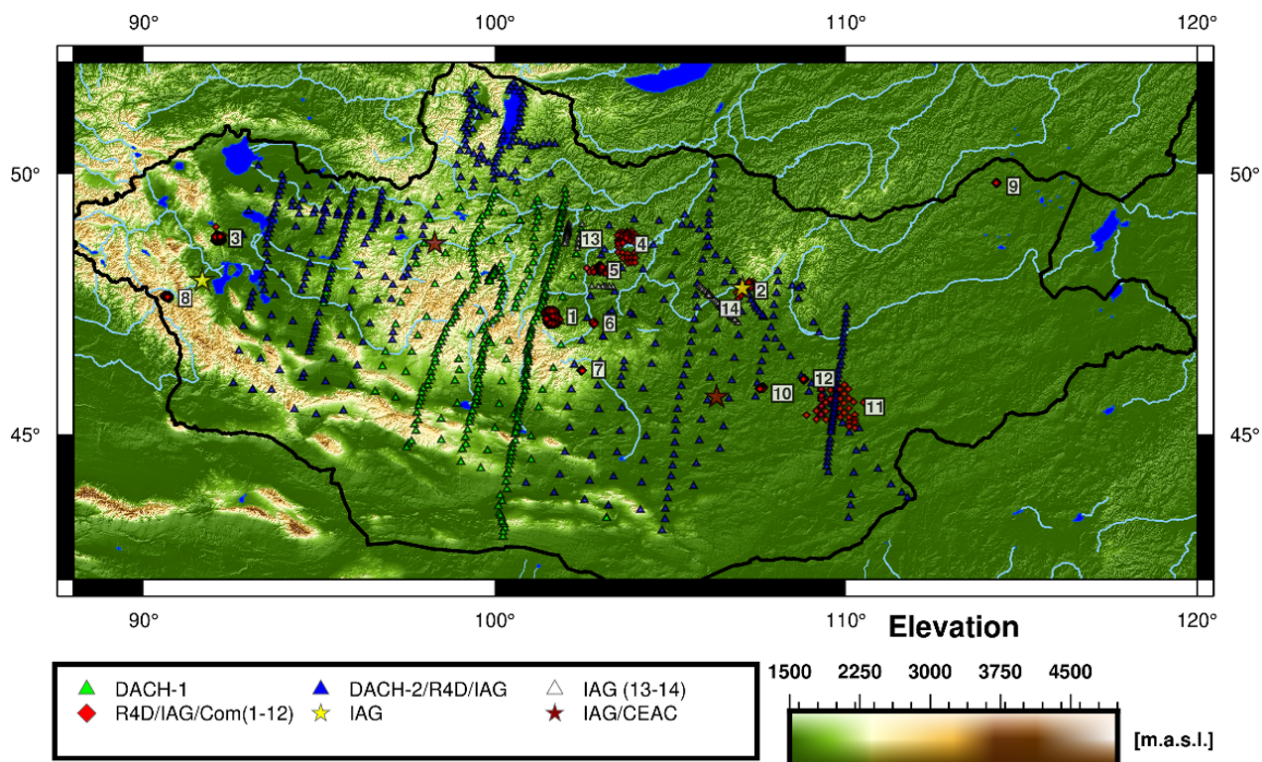 90° 100° 110° 120°
50° 50°
9
3 13 4
5
8 2
14
1 6
7
12
10
11
45° 45°
90° 100° 110° 120°
Elevation
1500 2250 3000 3750 4500
[m.a.s.l.]
DACH-1 DACH-2/R4D/IAG IAG (13-14)
R4D/IAG/Com(1-12) IAG IAG/CEAC